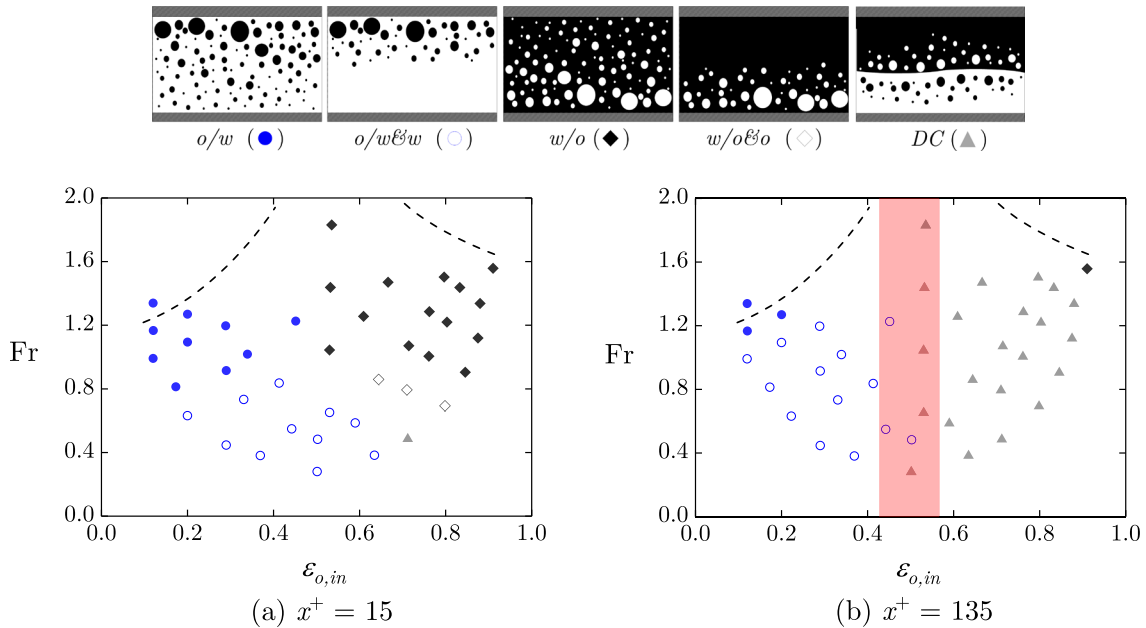 o/w (●) o/w&w (○) w/o (◆) w/o&o (◇) DC (▲)
2.0
1.6
1.2
Fr
0.8
0.4
0.0
0.0 0.2 0.4 0.6 0.8 1.0
ε_{o,in}
(a) x⁺ = 15
2.0
1.6
1.2
Fr
0.8
0.4
0.0
0.0 0.2 0.4 0.6 0.8 1.0
ε_{o,in}
(b) x⁺ = 135